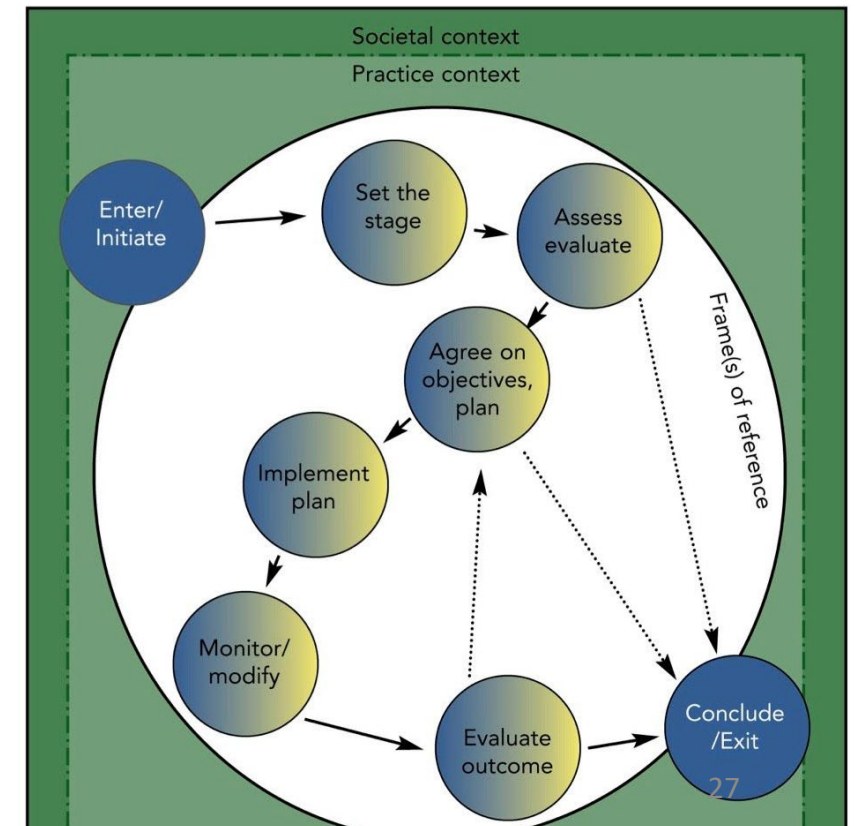 Societal context
Practice context
Enter/
Initiate
Set the
stage
Assess
evaluate
Agree on
objectives,
plan
Frame(s) of reference
Implement
plan
Monitor/
modify
Evaluate
outcome
Conclude
/Exit
27